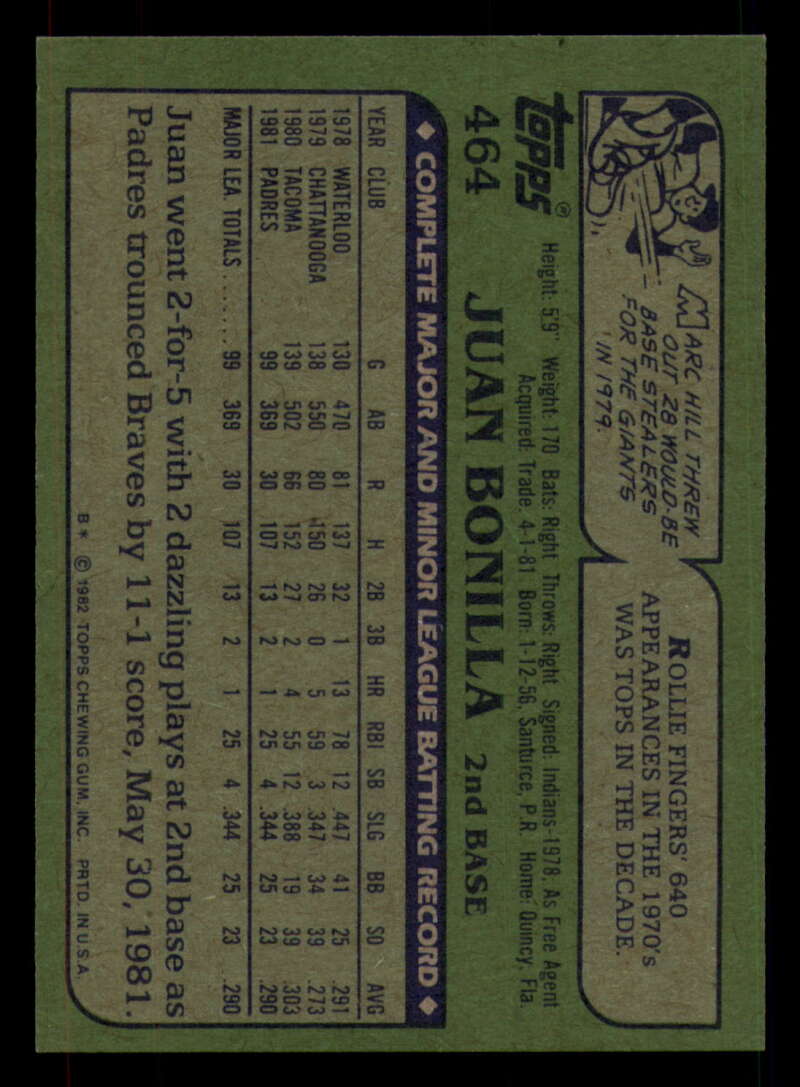 MARC HILL THREW
OUT 28 WOULD-BE
BASE STEALERS
FOR THE GIANTS
IN 1979.
ROLLIE FINGERS' 640
APPEARANCES IN THE 1970's
WAS TOPS IN THE DECADE.
TOPPS®
Height: 5'9" Weight: 170 Bats: Right Throws: Right Signed: Indians-1978, As Free Agent
Acquired: Trade, 4-1-81 Born: 1-12-56, Santurce, P.R. Home: Quincy, Fla.
464 JUAN BONILLA 2nd BASE
◆ COMPLETE MAJOR AND MINOR LEAGUE BATTING RECORD ◆
YEAR CLUB G AB R H 2B 3B HR RBI SB SLG BB SO AVG
1978 WATERLOO 130 470 81 137 32 1 13 78 12 .447 41 25 .291
1979 CHATTANOOGA 138 550 80 150 26 0 5 59 3 .347 34 39 .273
1980 TACOMA 139 502 66 152 27 2 4 55 12 .388 19 39 .303
1981 PADRES 99 369 30 107 13 2 1 25 4 .344 25 23 .290
MAJOR LEA TOTALS ...... 99 369 30 107 13 2 1 25 4 .344 25 23 .290
Juan went 2-for-5 with 2 dazzling plays at 2nd base as
Padres trounced Braves by 11-1 score, May 30, 1981.
B* © 1982 TOPPS CHEWING GUM, INC. PRTD. IN U.S.A.